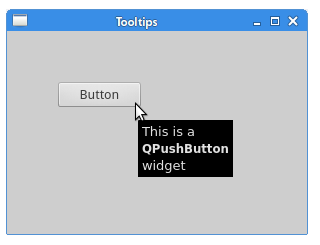 Tooltips
Button
This is a
QPushButton
widget